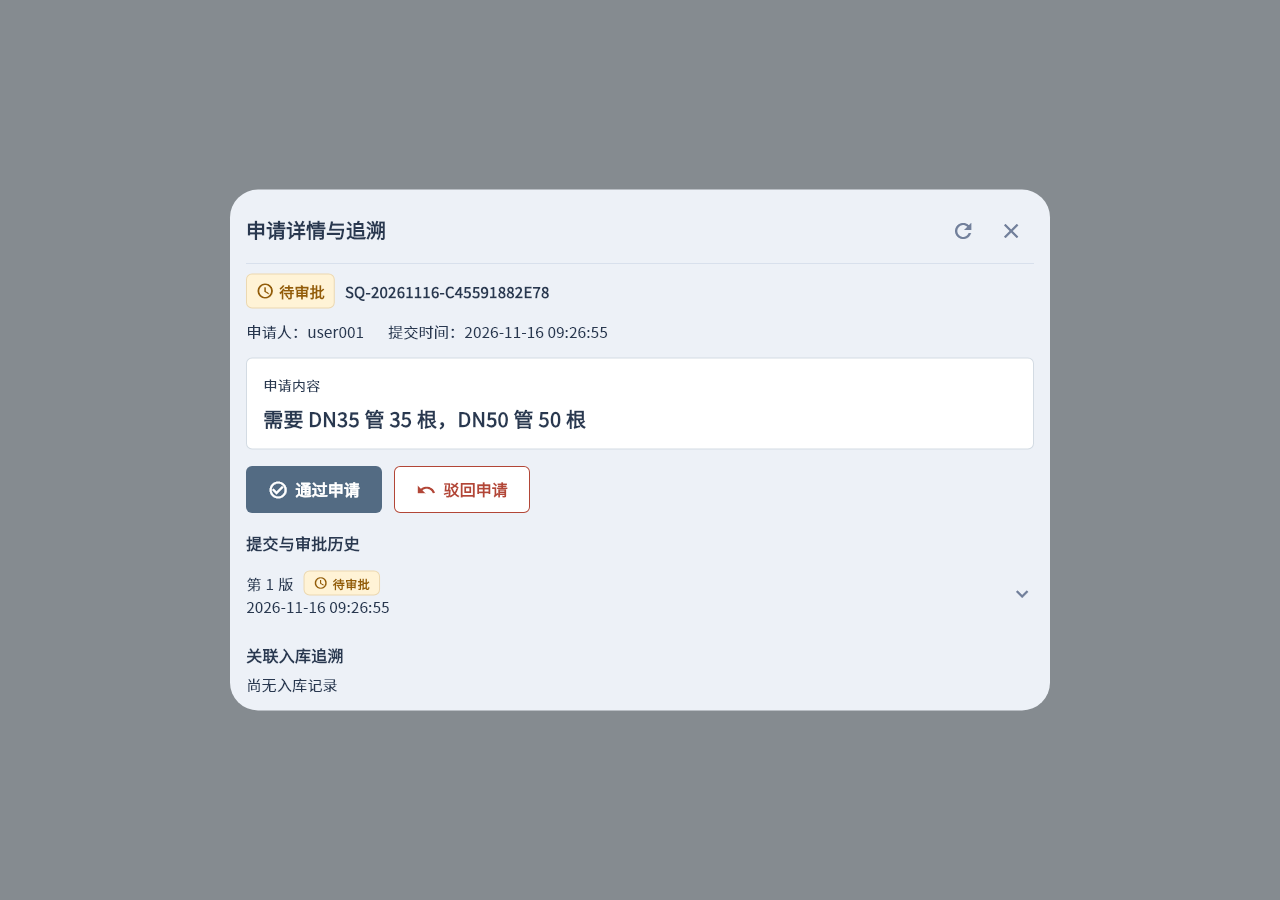 申请详情与追溯
待审批 SQ-20261116-C45591882E78
申请人：user001 提交时间：2026-11-16 09:26:55
申请内容
需要 DN35 管 35 根，DN50 管 50 根
通过申请 驳回申请
提交与审批历史
第 1 版 待审批
2026-11-16 09:26:55
关联入库追溯
尚无入库记录